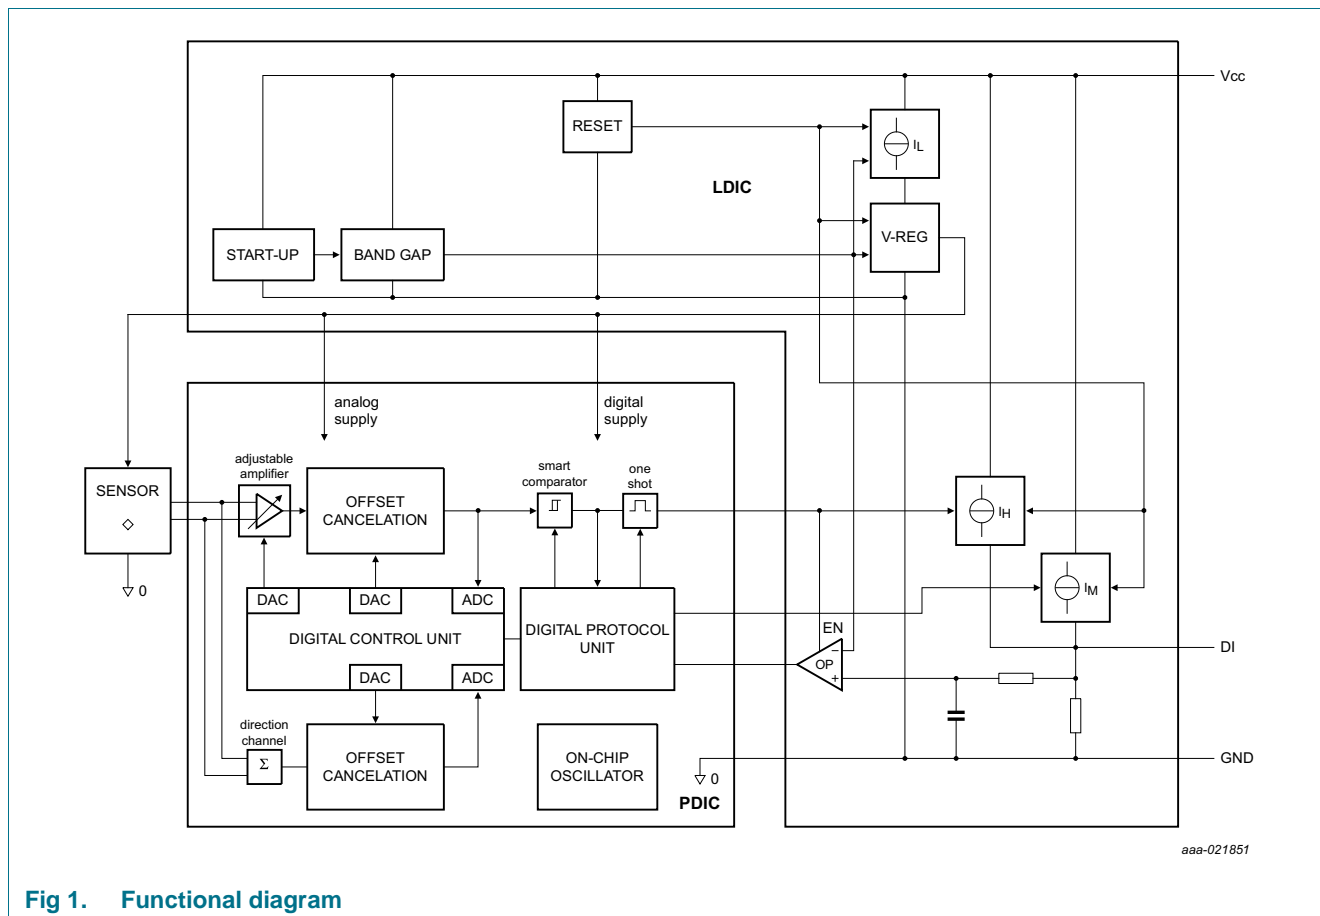 Vcc
RESET
IL
LDIC
V-REG
START-UP
BAND GAP
analog
supply
digital
supply
adjustable
amplifier
smart
comparator
one
shot
SENSOR
OFFSET
CANCELATION
IH
0
IM
DAC
DAC
ADC
DIGITAL CONTROL UNIT
DIGITAL PROTOCOL
UNIT
EN
OP
DI
DAC
ADC
direction
channel
Σ
OFFSET
CANCELATION
ON-CHIP
OSCILLATOR
0
PDIC
GND
aaa-021851
Fig 1. Functional diagram